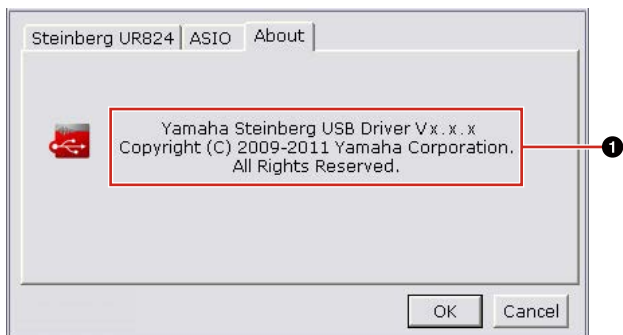 Steinberg UR824 ASIO About
Yamaha Steinberg USB Driver Vx.x.x
Copyright (C) 2009-2011 Yamaha Corporation.
All Rights Reserved.
1
OK Cancel